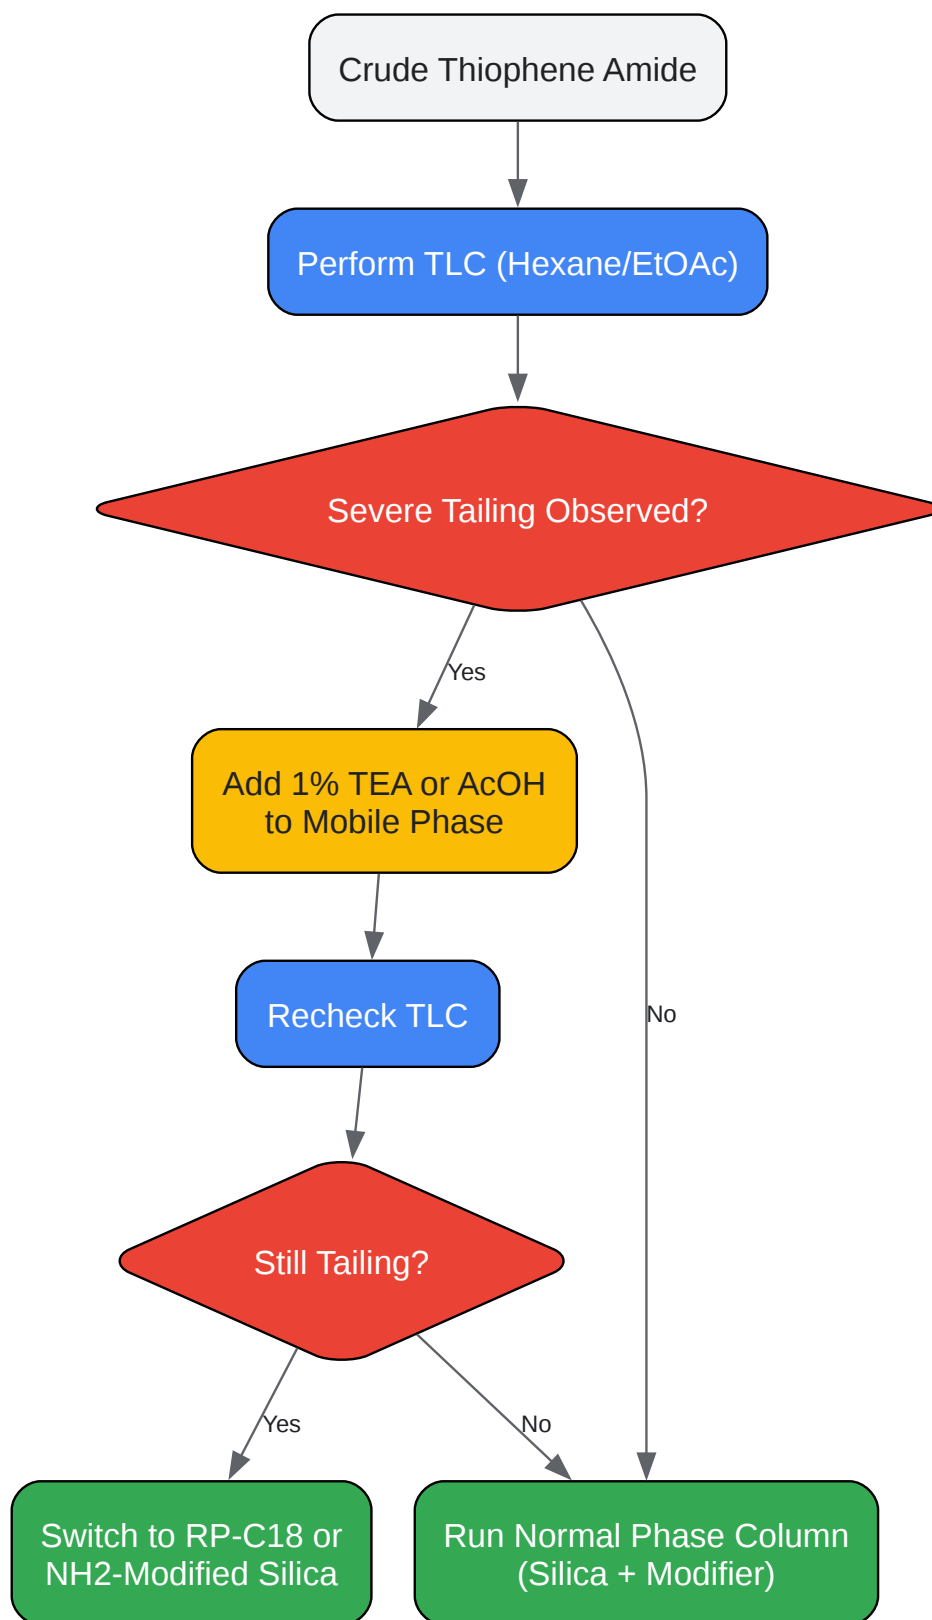 Crude Thiophene Amide
Perform TLC (Hexane/EtOAc)
Severe Tailing Observed?
Yes
Add 1% TEA or AcOH
to Mobile Phase
Recheck TLC
No
Still Tailing?
Yes
No
Switch to RP-C18 or
NH2-Modified Silica
Run Normal Phase Column
(Silica + Modifier)